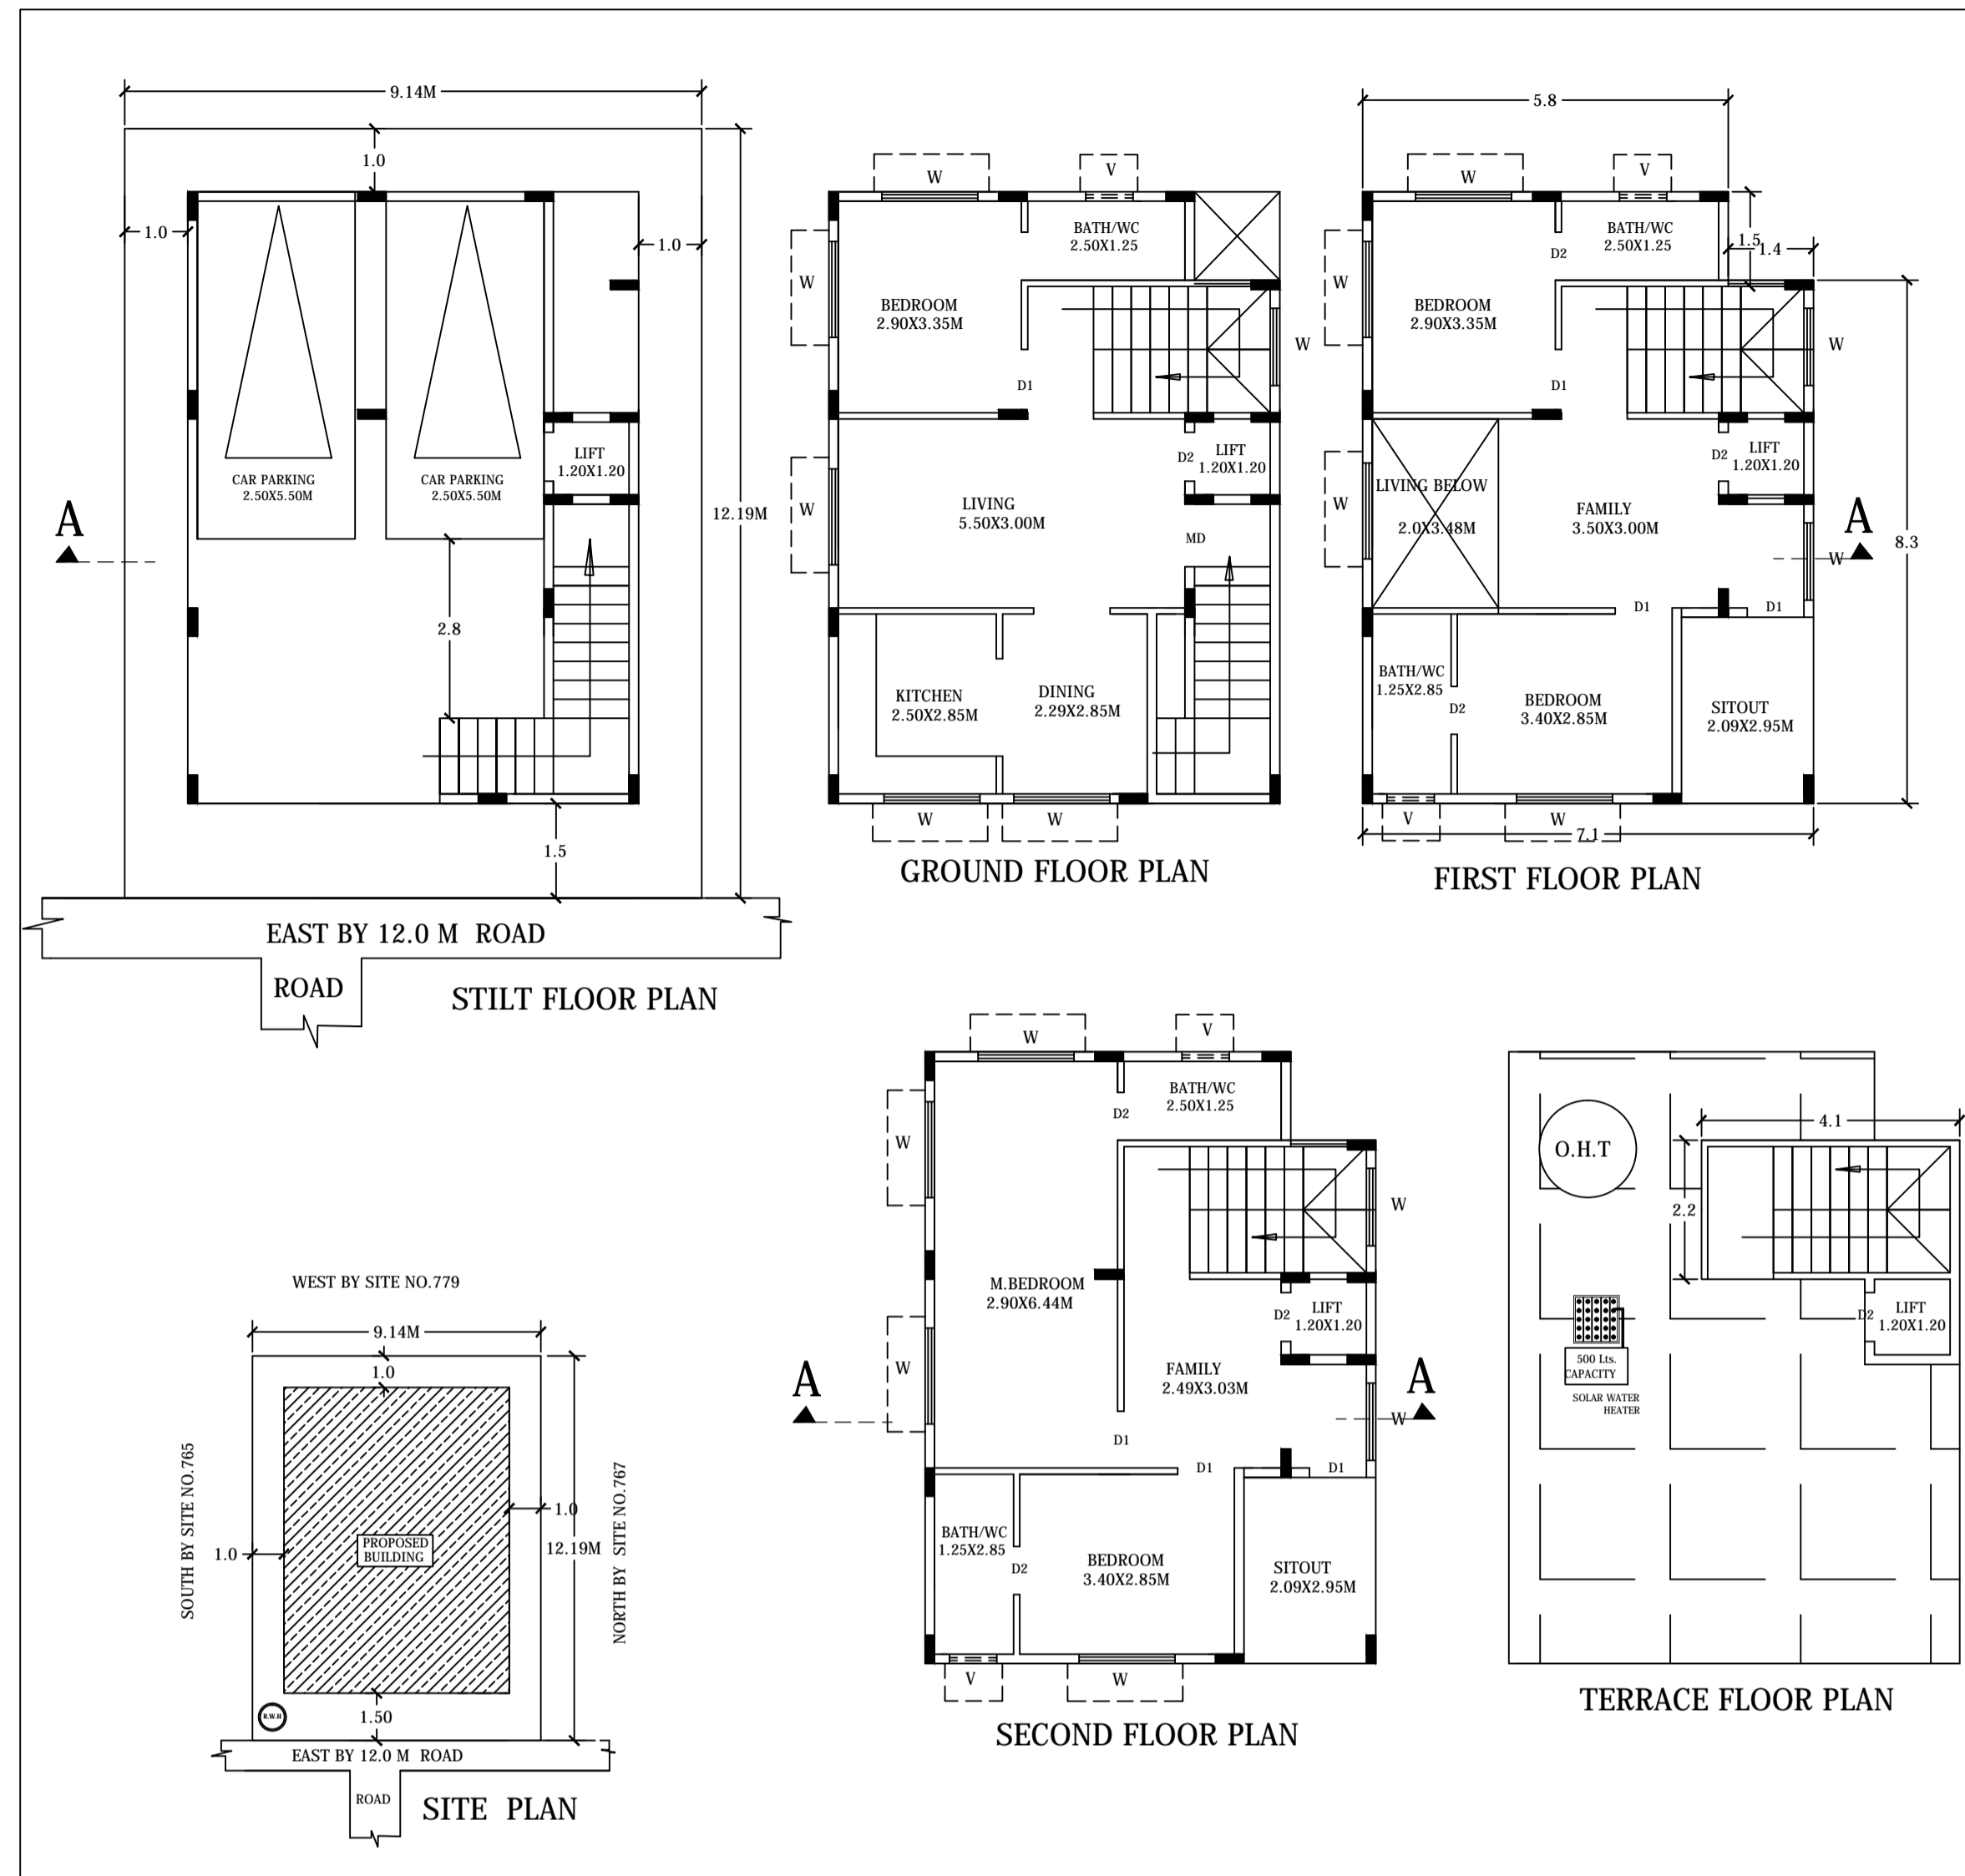 9.14M
1.0
1.0
1.0
CAR PARKING
2.50X5.50M
CAR PARKING
2.50X5.50M
LIFT
1.20X1.20
12.19M
A
2.8
1.5
EAST BY 12.0 M ROAD
ROAD
STILT FLOOR PLAN
W
V
BATH/WC
2.50X1.25
W
BEDROOM
2.90X3.35M
W
D1
D2
LIFT
1.20X1.20
W
LIVING
5.50X3.00M
MD
KITCHEN
2.50X2.85M
DINING
2.29X2.85M
W
W
GROUND FLOOR PLAN
5.8
W
V
BATH/WC
2.50X1.25
1.5
1.4
D2
W
BEDROOM
2.90X3.35M
W
D1
D2
LIFT
1.20X1.20
W
LIVING BELOW
2.0X3.48M
FAMILY
3.50X3.00M
A
W
8.3
D1
D1
BATH/WC
1.25X2.85
D2
BEDROOM
3.40X2.85M
SITOUT
2.09X2.95M
V
W
7.1
FIRST FLOOR PLAN
WEST BY SITE NO.779
9.14M
1.0
SOUTH BY SITE NO.765
1.0
PROPOSED
BUILDING
1.0
12.19M
NORTH BY SITE NO.767
R.W.H
1.50
EAST BY 12.0 M ROAD
ROAD
SITE PLAN
W
V
BATH/WC
2.50X1.25
D2
W
W
M.BEDROOM
2.90X6.44M
D2
LIFT
1.20X1.20
A
W
FAMILY
2.49X3.03M
A
W
D1
D1
D1
BATH/WC
1.25X2.85
D2
BEDROOM
3.40X2.85M
SITOUT
2.09X2.95M
V
W
SECOND FLOOR PLAN
4.1
O.H.T
2.2
D2
LIFT
1.20X1.20
500 Lts.
CAPACITY
SOLAR WATER
HEATER
TERRACE FLOOR PLAN